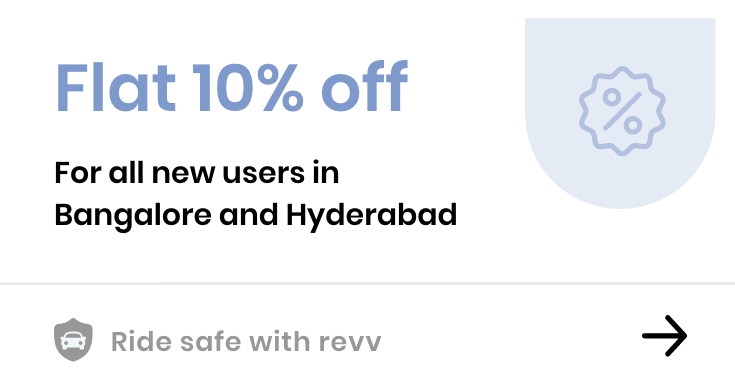 Flat 10% off
For all new users in
Bangalore and Hyderabad
Ride safe with revv